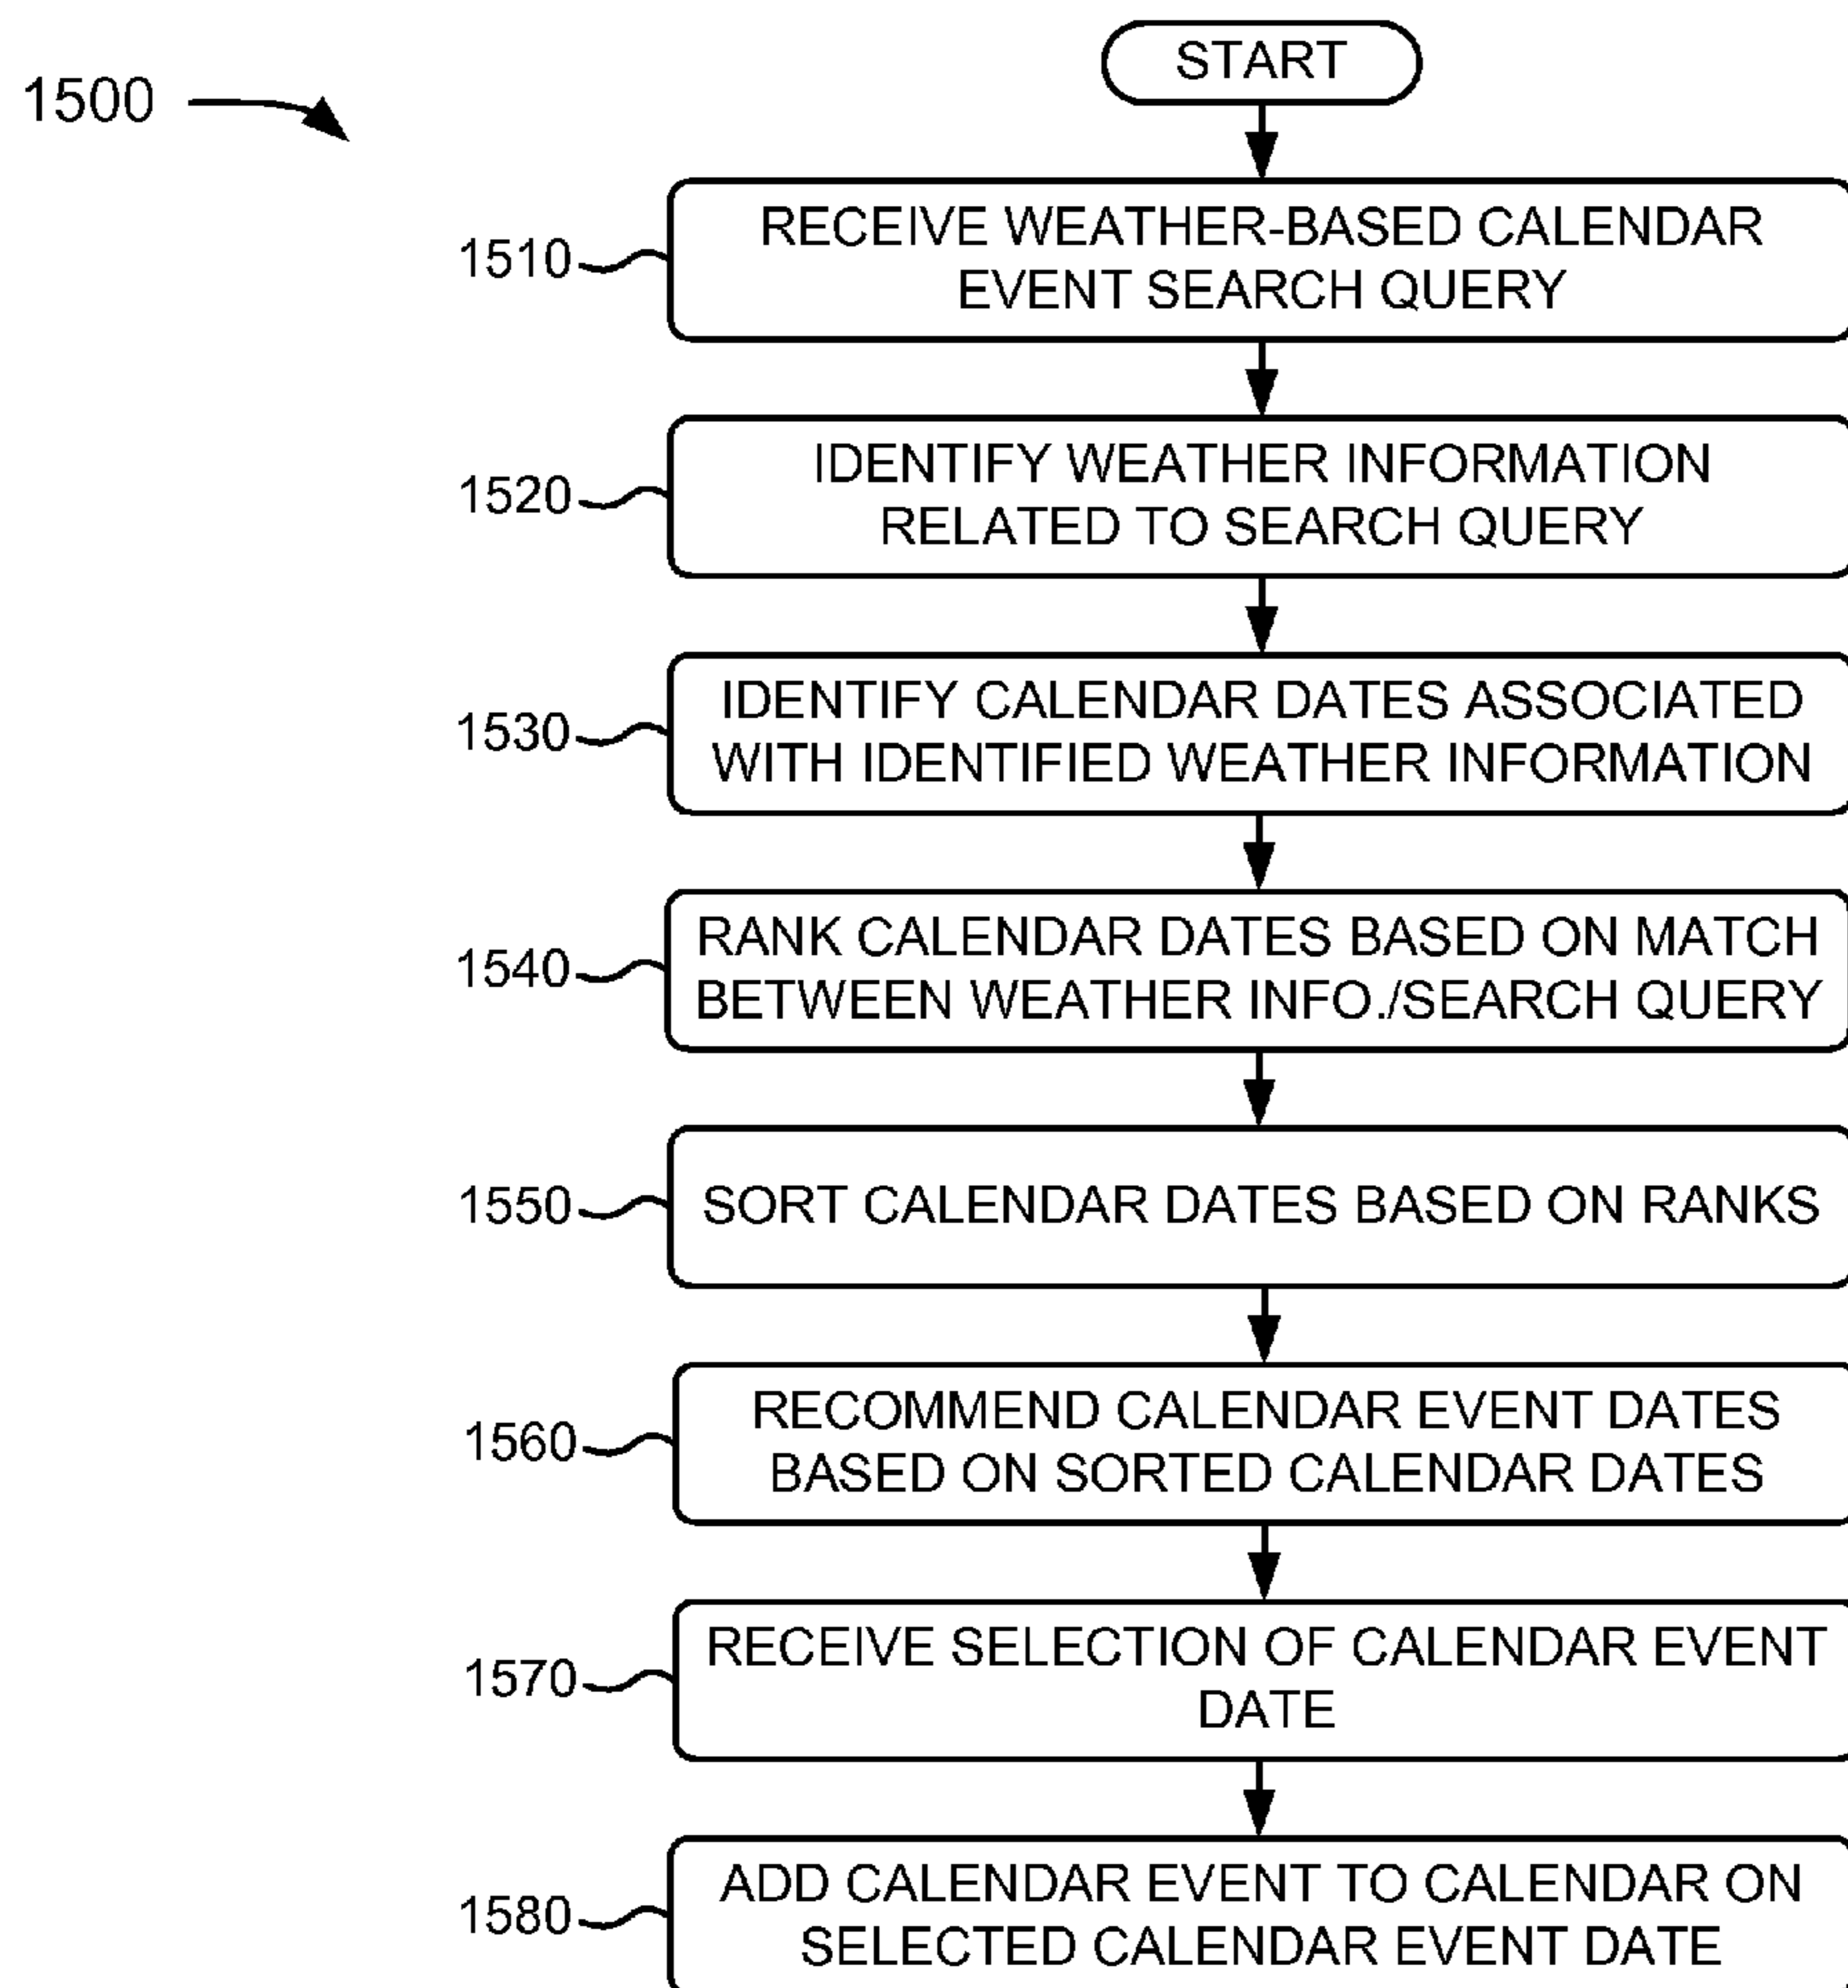 START
1500
RECEIVE WEATHER-BASED CALENDAR
EVENT SEARCH QUERY
1510
IDENTIFY WEATHER INFORMATION
RELATED TO SEARCH QUERY
1520
IDENTIFY CALENDAR DATES ASSOCIATED
WITH IDENTIFIED WEATHER INFORMATION
1530
RANK CALENDAR DATES BASED ON MATCH
BETWEEN WEATHER INFO./SEARCH QUERY
1540
SORT CALENDAR DATES BASED ON RANKS
1550
RECOMMEND CALENDAR EVENT DATES
BASED ON SORTED CALENDAR DATES
1560
RECEIVE SELECTION OF CALENDAR EVENT
DATE
1570
ADD CALENDAR EVENT TO CALENDAR ON
SELECTED CALENDAR EVENT DATE
1580